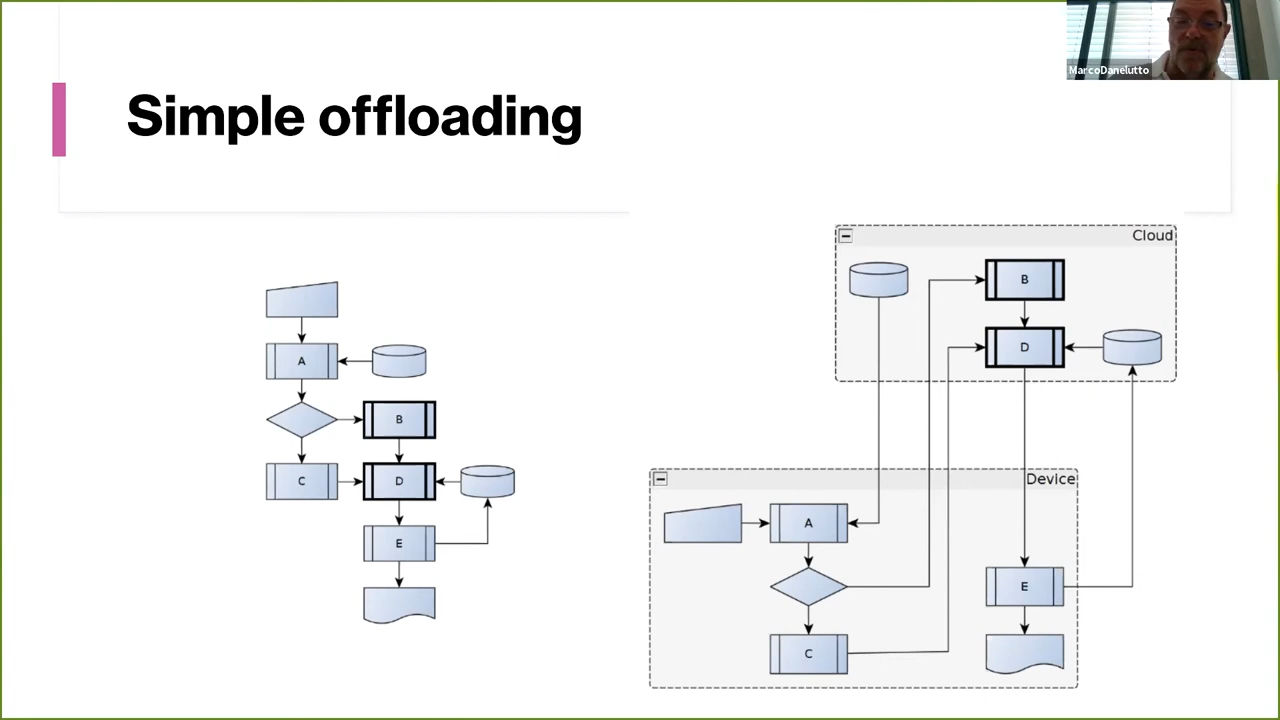 MarcoDanelutto
Simple offloading
A
B
C
D
E
Cloud
B
D
Device
A
E
C